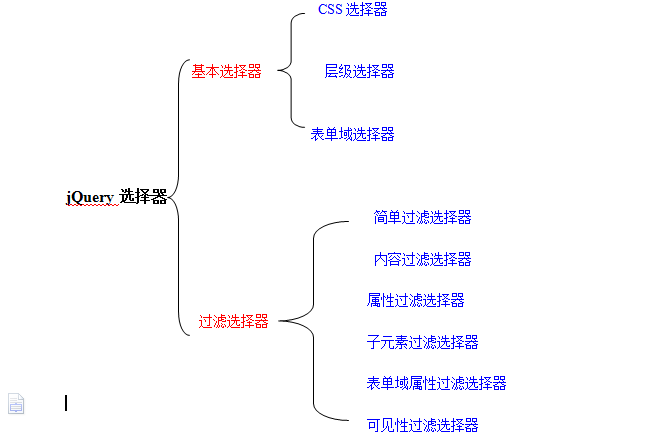 CSS 选择器
基本选择器
层级选择器
表单域选择器
jQuery 选择器
简单过滤选择器
内容过滤选择器
属性过滤选择器
过滤选择器
子元素过滤选择器
表单域属性过滤选择器
可见性过滤选择器